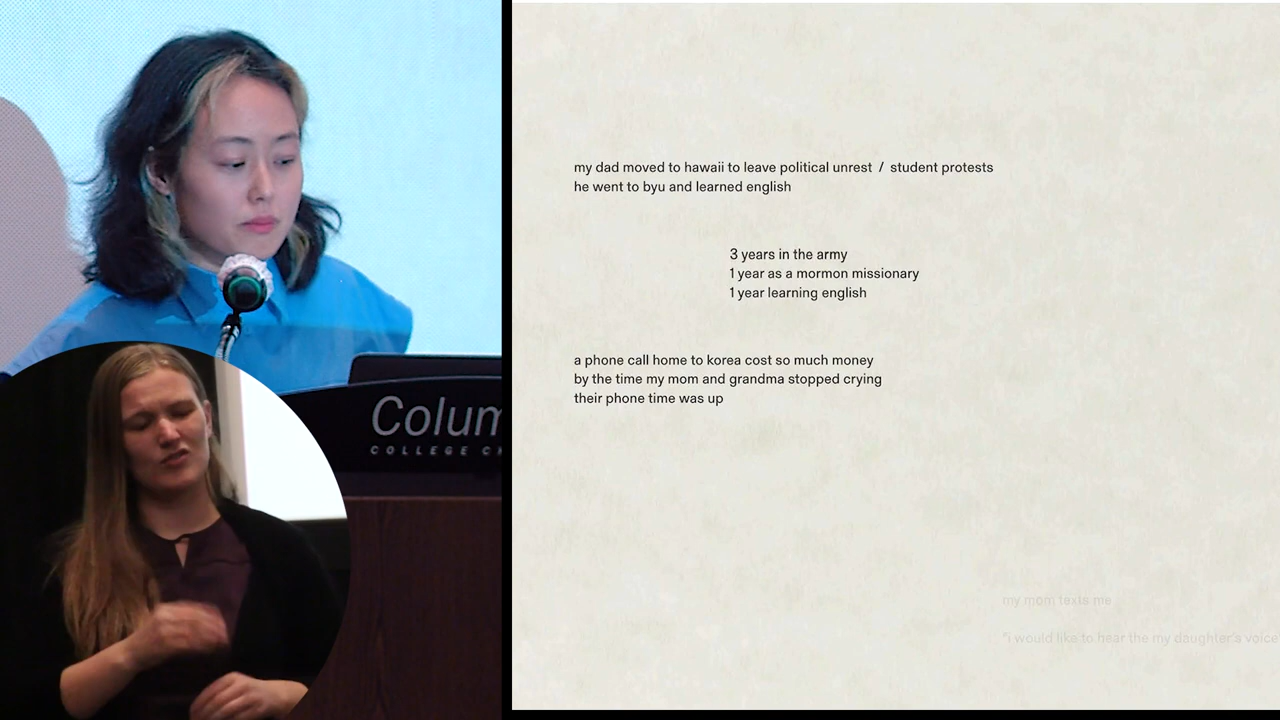 my dad moved to hawaii to leave political unrest / student protests
he went to byu and learned english
3 years in the army
1 year as a mormon missionary
1 year learning english
a phone call home to korea cost so much money
by the time my mom and grandma stopped crying
their phone time was up
my mom texts me
"i would like to hear the my daughter's voice
Colum
COLLEGE CH